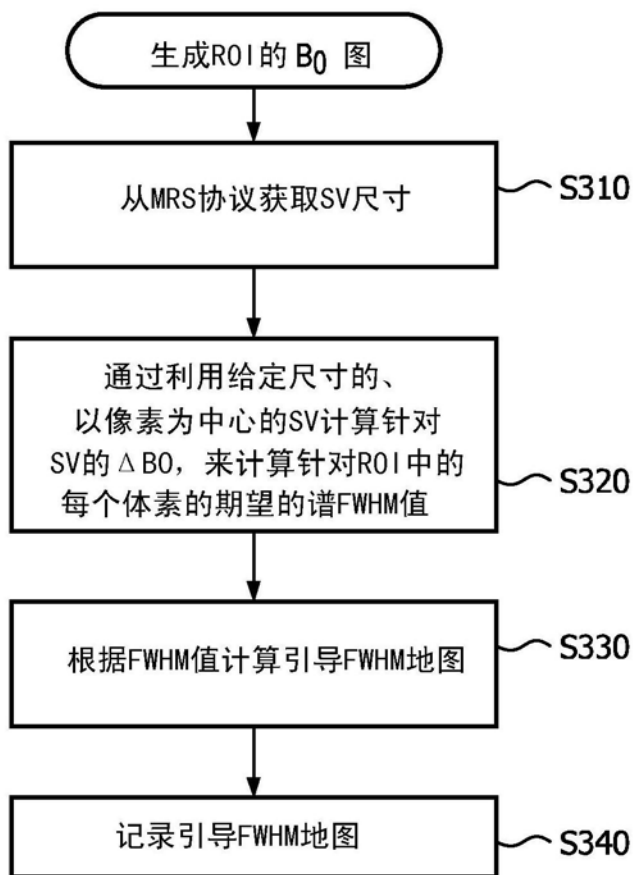 生成ROI的 B0 图
从MRS协议获取SV尺寸
S310
通过利用给定尺寸的、
以像素为中心的SV计算针对
SV的ΔB0，来计算针对ROI中的
每个体素的期望的谱FWHM值
S320
根据FWHM值计算引导FWHM地图
S330
记录引导FWHM地图
S340